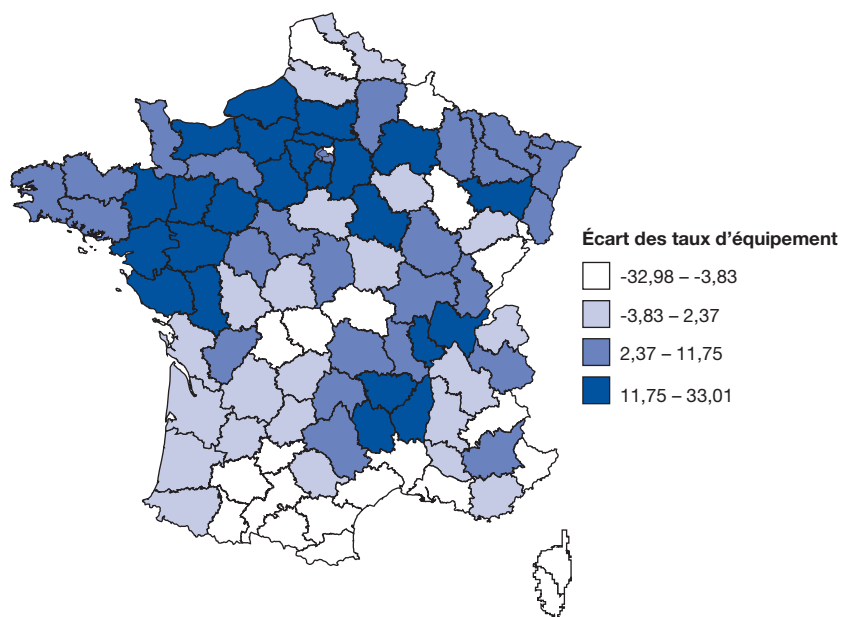 Écart des taux d'équipement
-32,98 – -3,83
-3,83 – 2,37
2,37 – 11,75
11,75 – 33,01